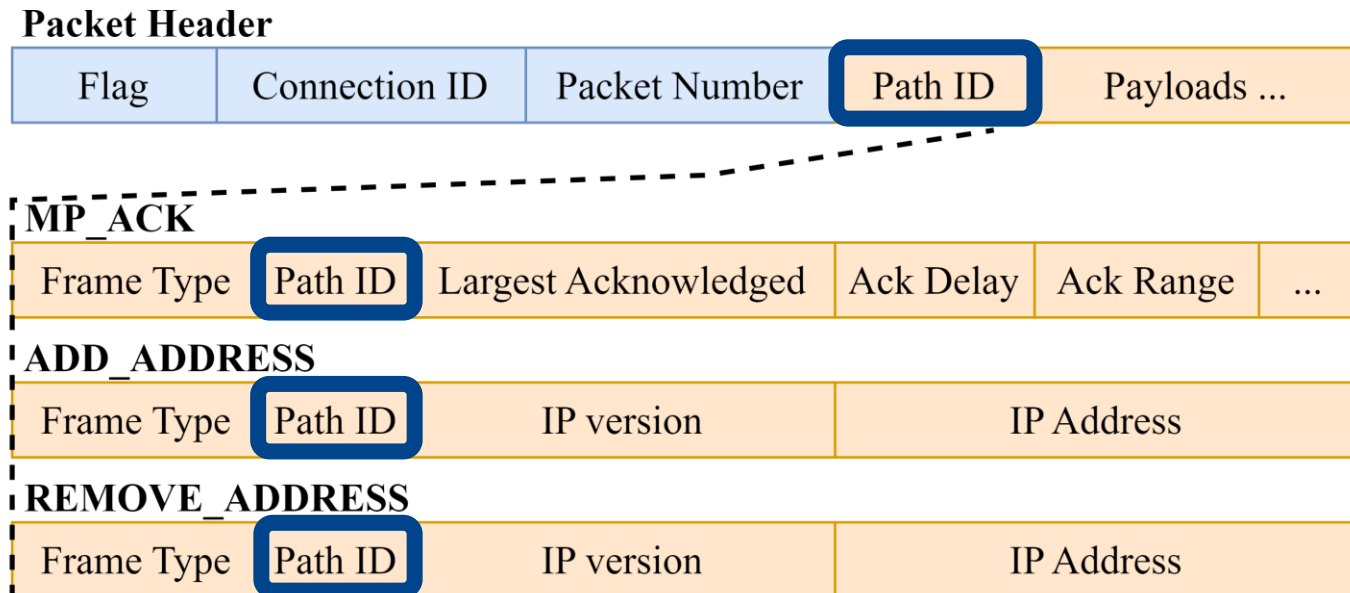 Packet Header
Flag Connection ID Packet Number Path ID Payloads ...
MP_ACK
Frame Type Path ID Largest Acknowledged Ack Delay Ack Range ...
ADD_ADDRESS
Frame Type Path ID IP version IP Address
REMOVE_ADDRESS
Frame Type Path ID IP version IP Address